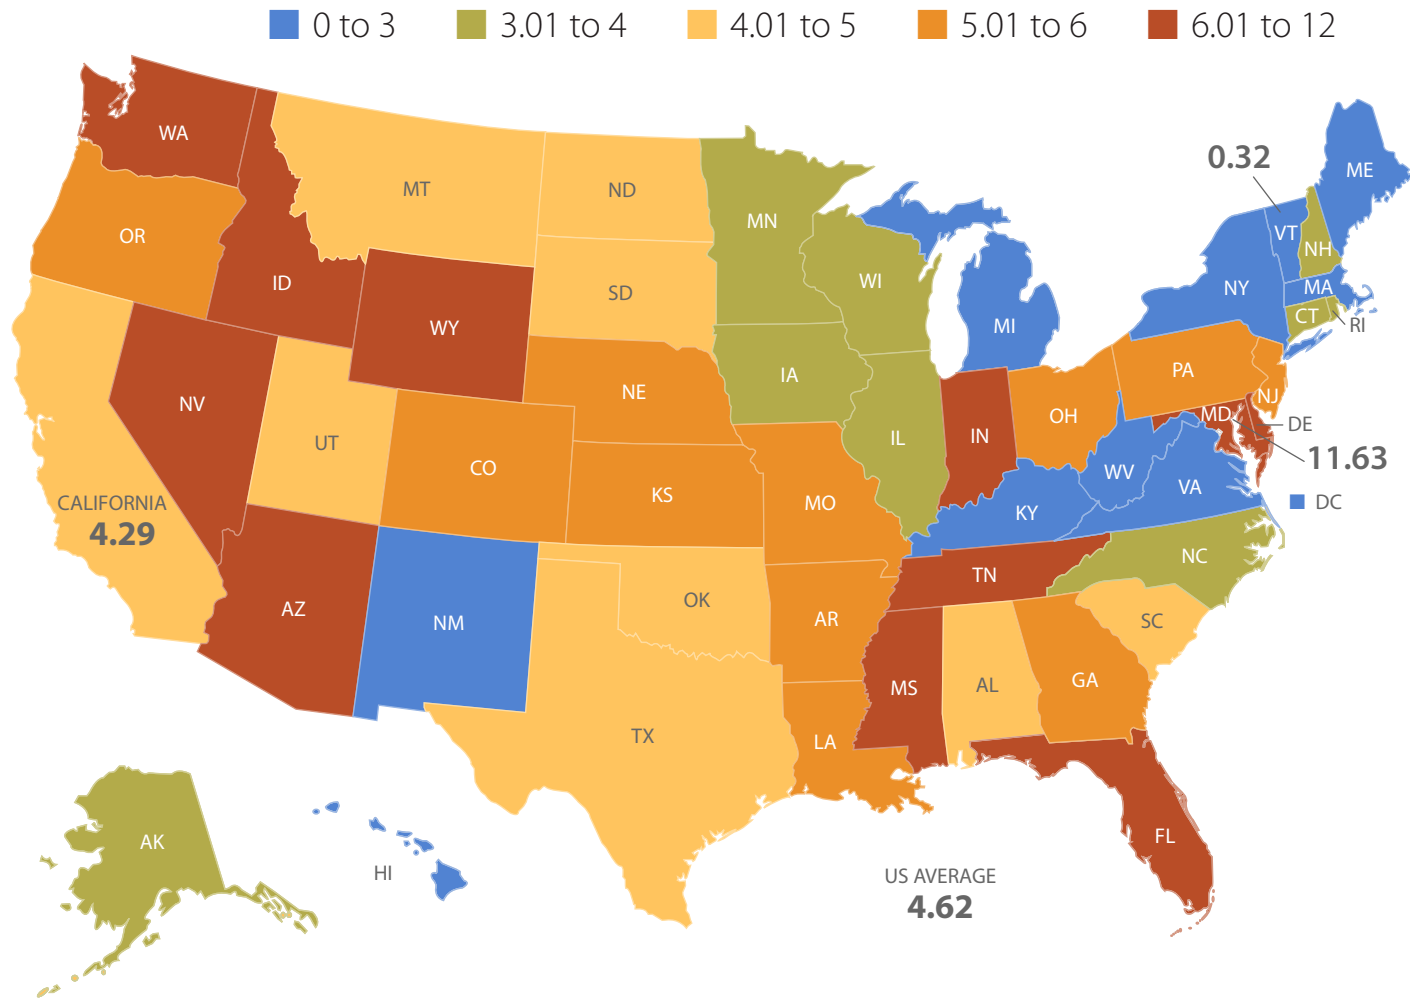 0 to 3 3.01 to 4 4.01 to 5 5.01 to 6 6.01 to 12
WA
MT
ND
MN
0.32
ME
OR
ID
SD
WI
VT
NH
WY
MI
NY
MA
CT
RI
NV
NE
IA
PA
NJ
UT
CO
IL
IN
OH
MD
DE
11.63
CALIFORNIA
4.29
KS
MO
WV
VA
DC
KY
AZ
NM
OK
AR
TN
NC
SC
MS
AL
GA
TX
LA
FL
AK
HI
US AVERAGE
4.62